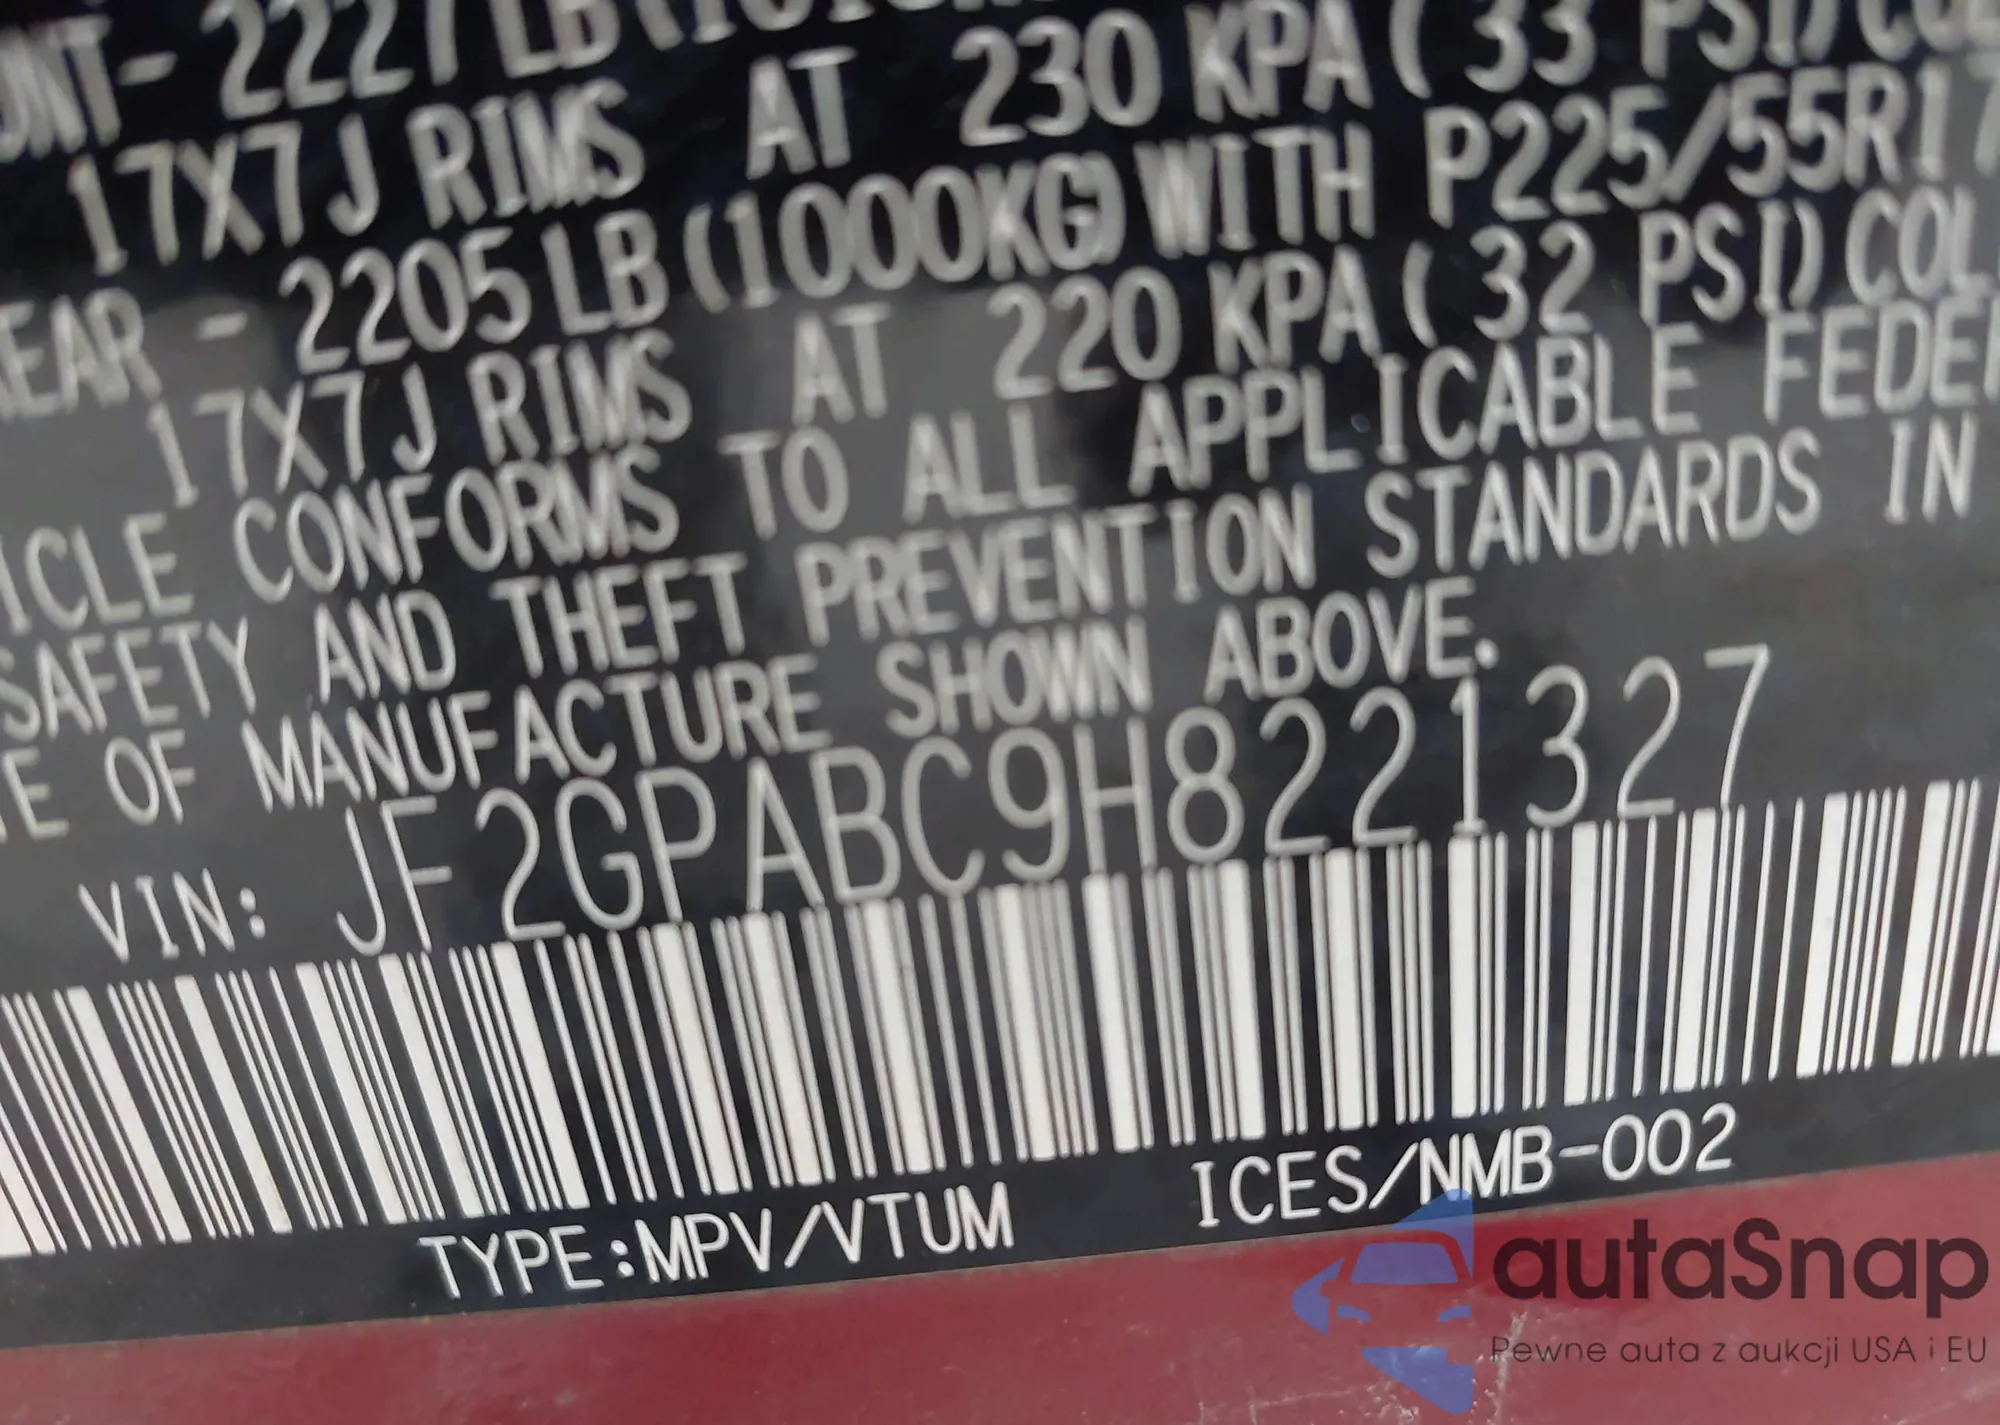 2227 LB
17X7J RIMS AT 230 KPA ( 33 PSI)
- 2205 LB (1000KG) WITH P225/55R17
17X7J RIMS AT 220 KPA ( 32 PSI)
CONFORMS TO ALL APPLICABLE
SAFETY AND THEFT PREVENTION STANDARDS IN
OF MANUFACTURE SHOWN ABOVE.
VIN: JF2GPABC9H8221327
TYPE:MPV/VTUM ICES/NMB-002
autaSnap
Pewne auta z aukcji USA i EU